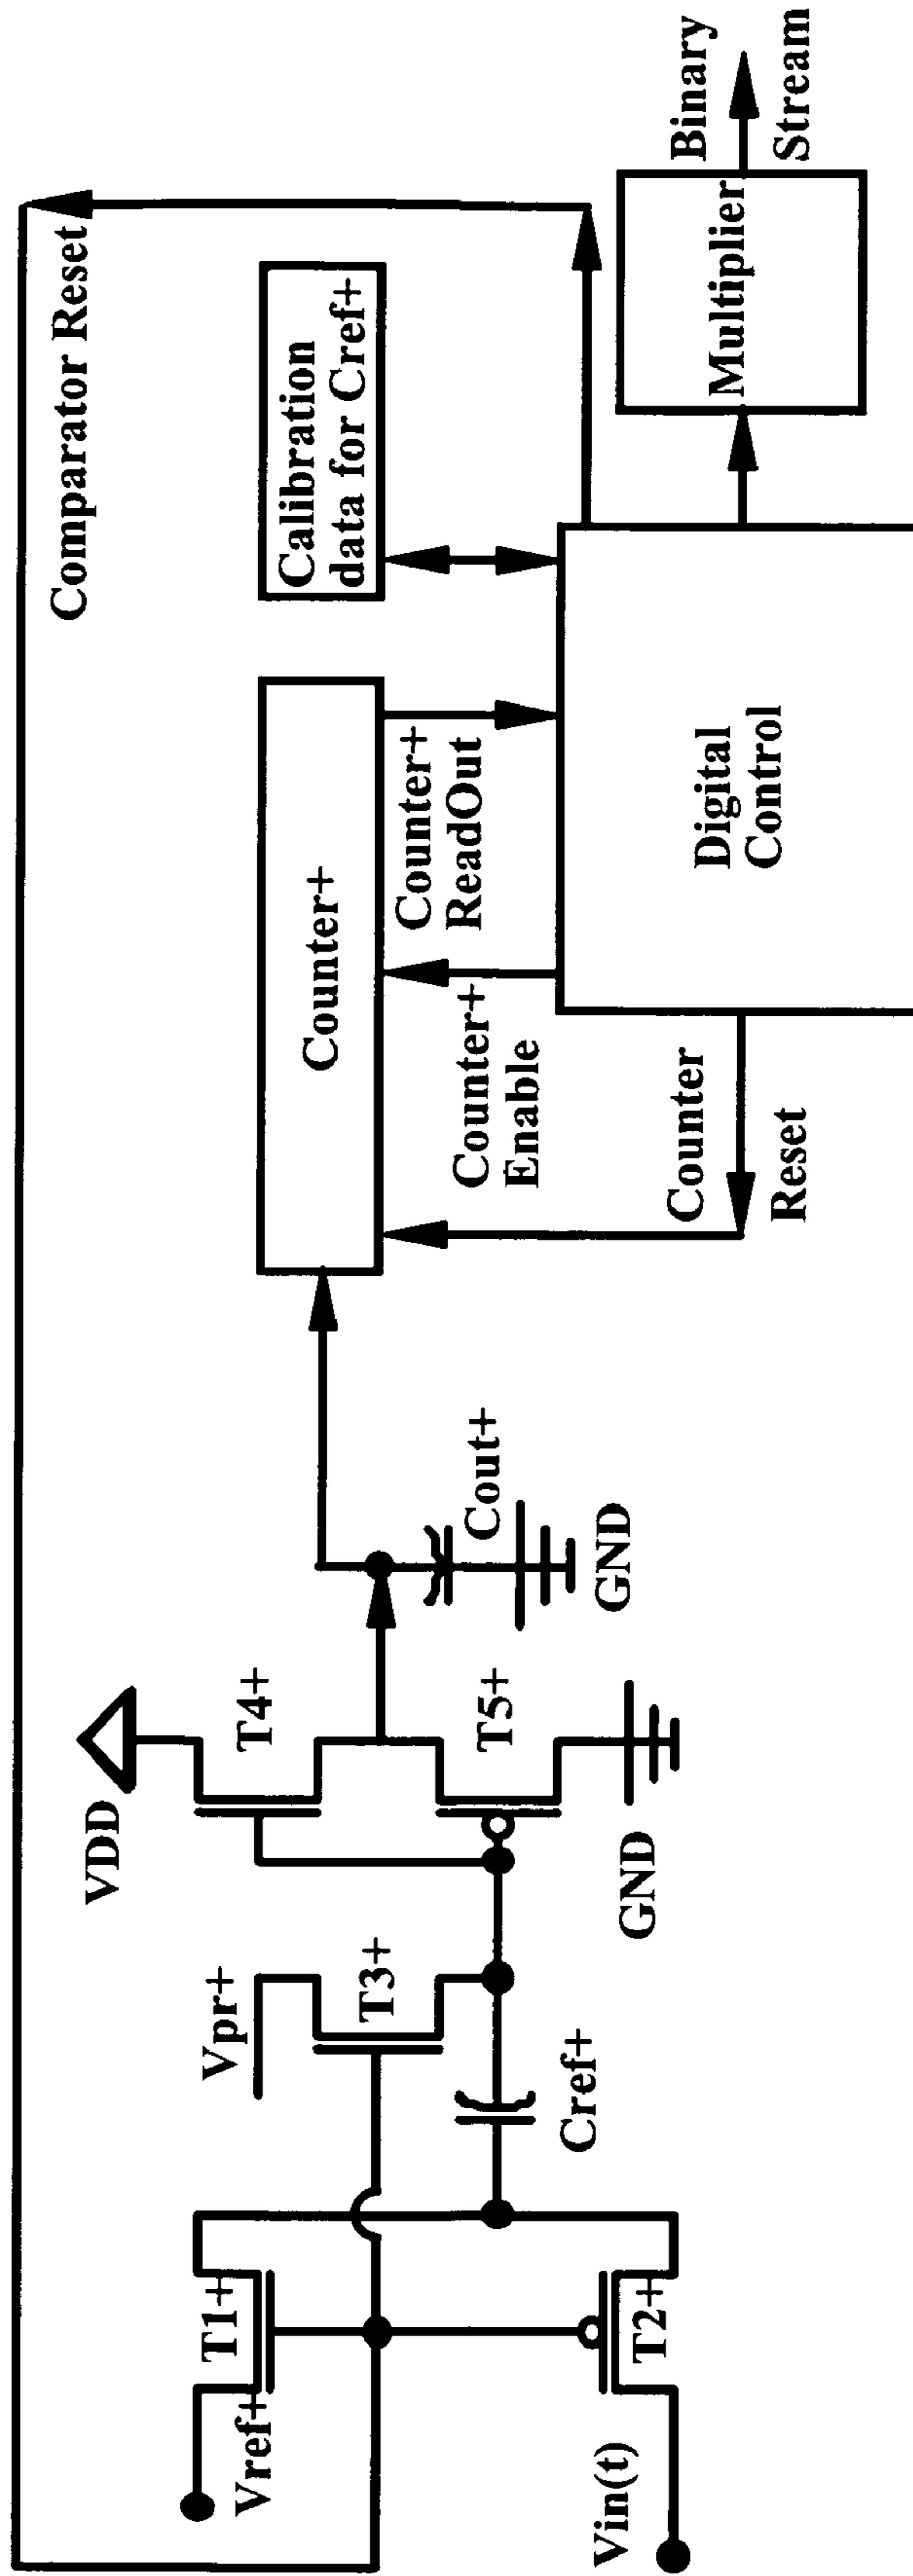 Comparator Reset
VDD
Vref+
T1+
Vpr+
T3+
T4+
Counter+
Calibration
data for Cref+
Cref+
T5+
Cout+
Counter+
Enable
Counter+
ReadOut
Vin(t)
T2+
GND
GND
Counter
Reset
Digital
Control
Multiplier
Binary
Stream